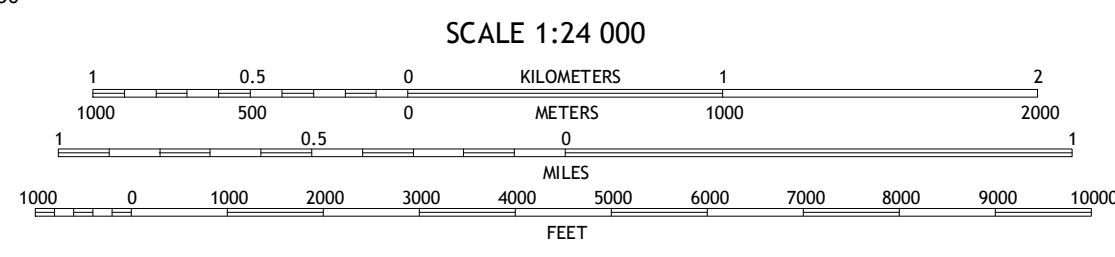 SCALE 1:24 000
1 0.5 0 KILOMETERS 1 2
1000 500 0 METERS 1000 2000
1 0.5 0 1
MILES
1000 0 1000 2000 3000 4000 5000 6000 7000 8000 9000 10000
FEET